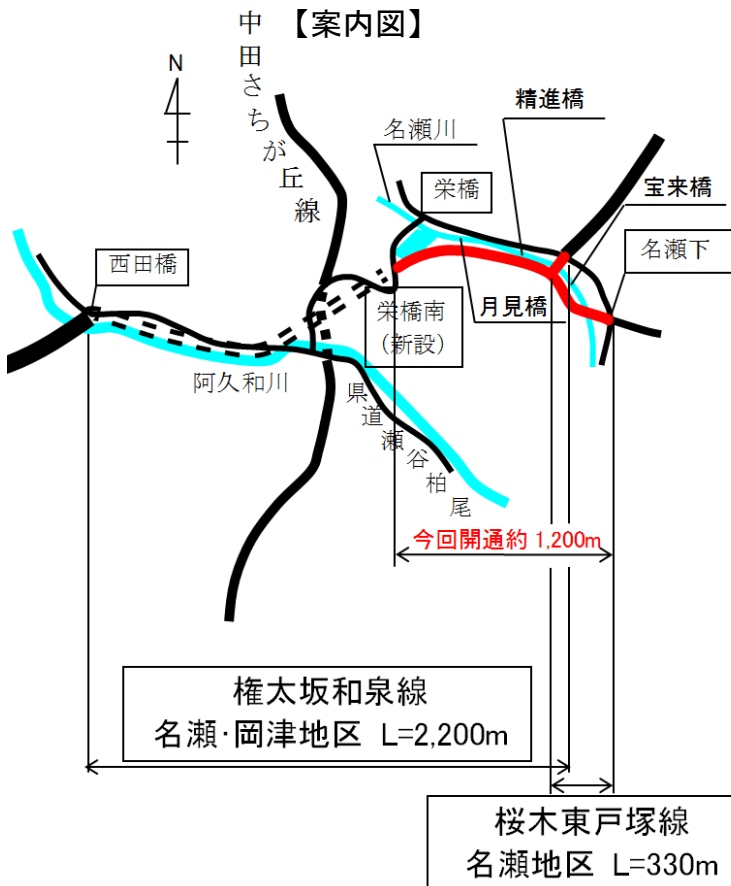 【案内図】
中田さちが丘線
N
精進橋
名瀬川
栄橋
宝来橋
西田橋
名瀬下
栄橋南
（新設）
月見橋
阿久和川
県道瀬谷柏尾
今回開通約 1,200m
権太坂和泉線
名瀬・岡津地区 L=2,200m
桜木東戸塚線
名瀬地区 L=330m